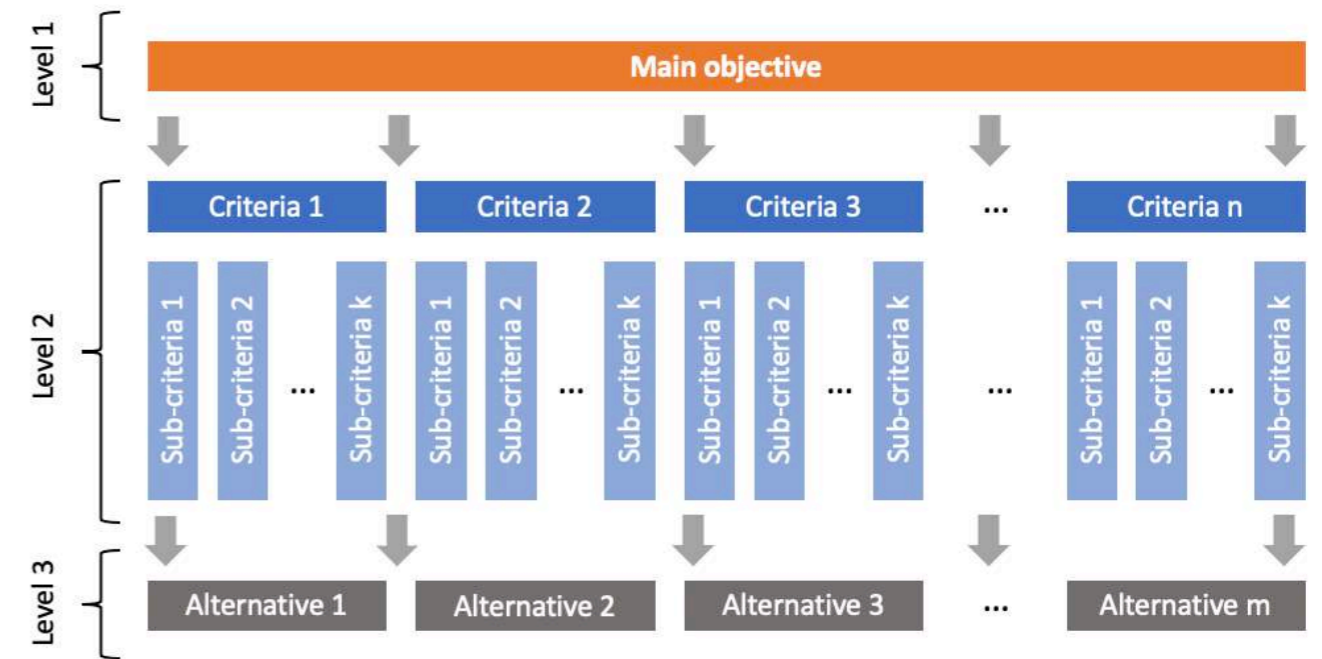 Level 1
Main objective
Level 2
Criteria 1
Criteria 2
Criteria 3
...
Criteria n
Sub-criteria 1
Sub-criteria 2
...
Sub-criteria k
Sub-criteria 1
Sub-criteria 2
...
Sub-criteria k
Sub-criteria 1
Sub-criteria 2
...
Sub-criteria k
...
Sub-criteria 1
Sub-criteria 2
...
Sub-criteria k
Level 3
Alternative 1
Alternative 2
Alternative 3
...
Alternative m